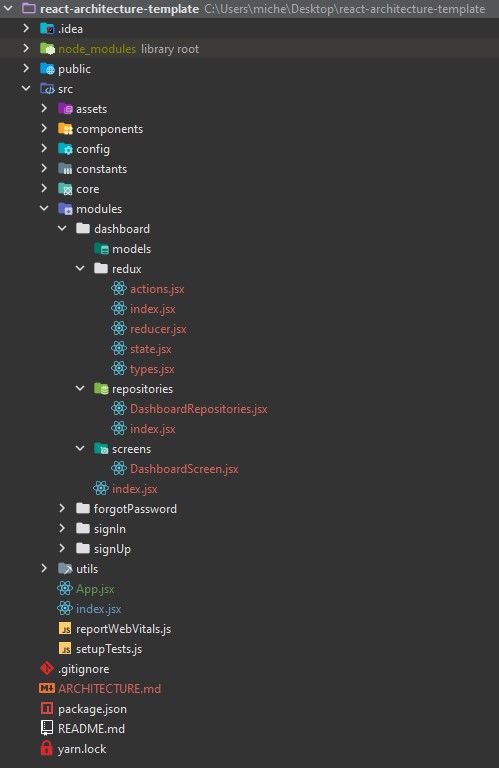 react-architecture-template C:\Users\miche\Desktop\react-architecture-template
.idea
node_modules library root
public
src
assets
components
config
constants
core
modules
dashboard
models
redux
actions.jsx
index.jsx
reducer.jsx
state.jsx
types.jsx
repositories
DashboardRepositories.jsx
index.jsx
screens
DashboardScreen.jsx
index.jsx
forgotPassword
signIn
signUp
utils
App.jsx
index.jsx
reportWebVitals.js
setupTests.js
.gitignore
ARCHITECTURE.md
package.json
README.md
yarn.lock